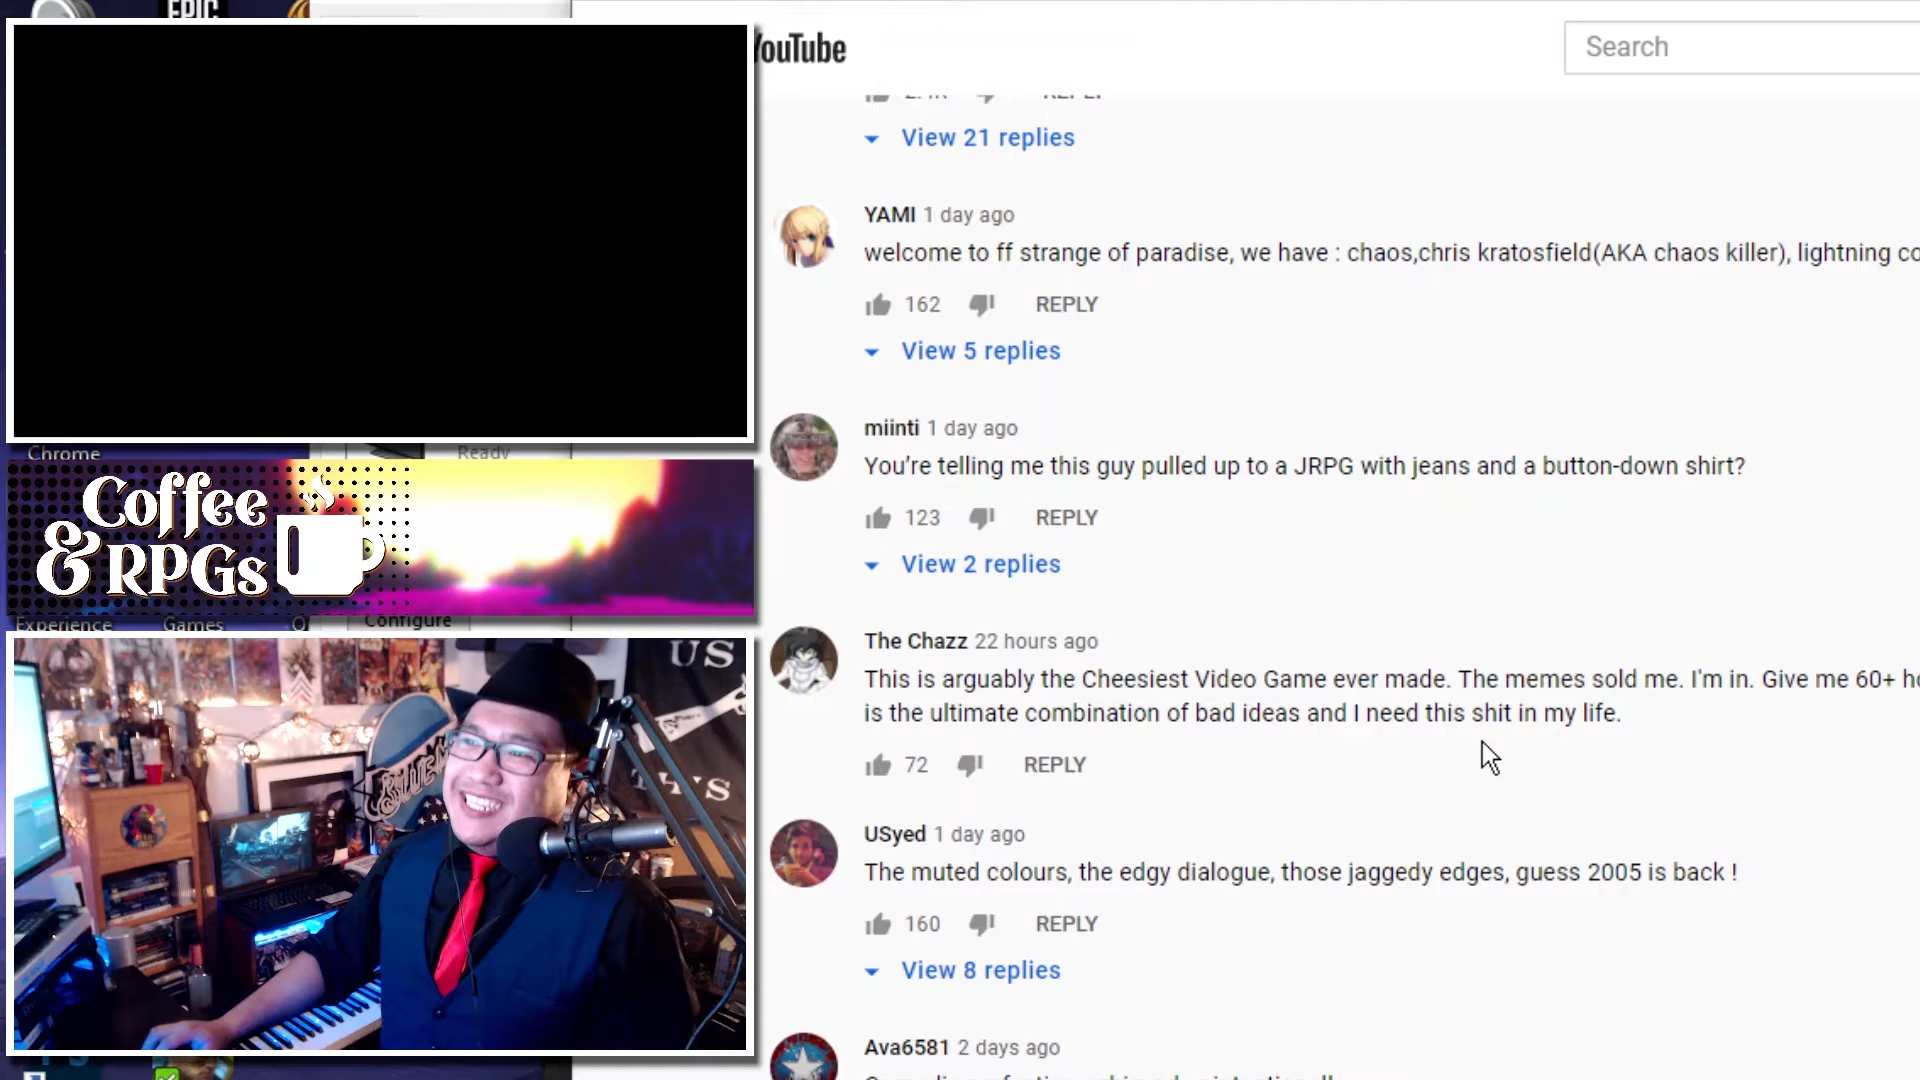 EPIC
YouTube
Search
REPLY
View 21 replies
YAMI 1 day ago
welcome to ff strange of paradise, we have : chaos,chris kratosfield(AKA chaos killer), lightning co
162 REPLY
View 5 replies
miinti 1 day ago
You’re telling me this guy pulled up to a JRPG with jeans and a button-down shirt?
123 REPLY
View 2 replies
The Chazz 22 hours ago
This is arguably the Cheesiest Video Game ever made. The memes sold me. I'm in. Give me 60+ ho
is the ultimate combination of bad ideas and I need this shit in my life.
72 REPLY
USyed 1 day ago
The muted colours, the edgy dialogue, those jaggedy edges, guess 2005 is back !
160 REPLY
View 8 replies
Ava6581 2 days ago
Chrome
Ready
Coffee
& RPGs
Experience Games
Configure
US